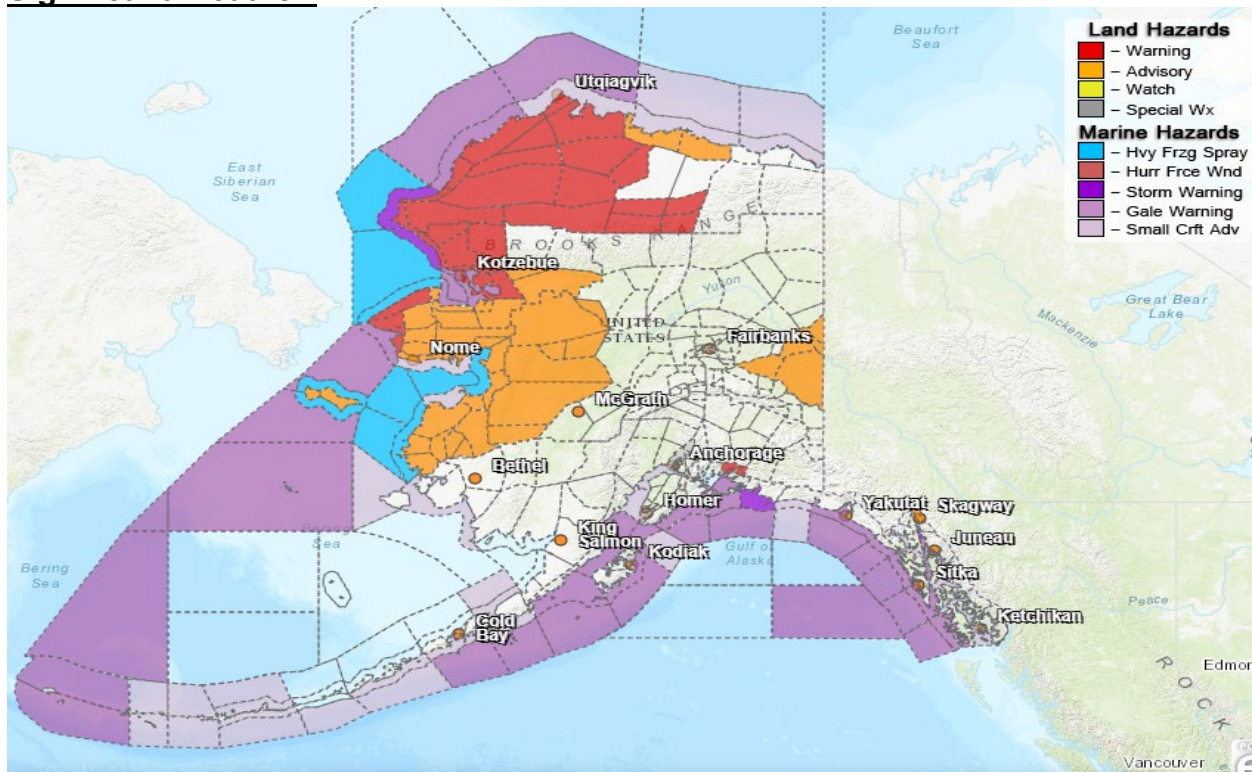 Land Hazards
– Warning
– Advisory
– Watch
– Special Wx
Marine Hazards
– Hvy Frzg Spray
– Hurr Frce Wnd
– Storm Warning
– Gale Warning
– Small Crft Adv
Beaufort
Sea
Utqiagvik
East
Siberian
Sea
BROOKS RANGE
Kotzebue
Yukon
Great Bear
Lake
Mackenzie
UNITED
STATES
Fairbanks
Nome
McGrath
Anchorage
Bethel
Homer
Yakutat
Skagway
King
Salmon
Kodiak
Juneau
Bering
Sea
Gulf of
Alaska
Sitka
Bering
Sea
Peace
Ketchikan
Cold
Bay
Edmor
ROCK
Vancouver